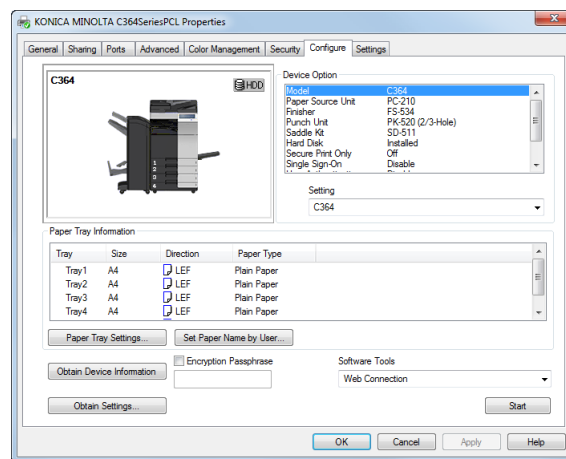 KONICA MINOLTA C364SeriesPCL Properties
General Sharing Ports Advanced Color Management Security Configure Settings
C364
HDD
1
2
3
4
Device Option
Model C364
Paper Source Unit PC-210
Finisher FS-534
Punch Unit PK-520 (2/3-Hole)
Saddle Kit SD-511
Hard Disk Installed
Secure Print Only Off
Single Sign-On Disable
Setting
C364
Paper Tray Information
Tray Size Direction Paper Type
Tray1 A4 LEF Plain Paper
Tray2 A4 LEF Plain Paper
Tray3 A4 LEF Plain Paper
Tray4 A4 LEF Plain Paper
Paper Tray Settings... Set Paper Name by User...
Obtain Device Information
Encryption Passphrase
Software Tools
Web Connection
Obtain Settings...
Start
OK Cancel Apply Help